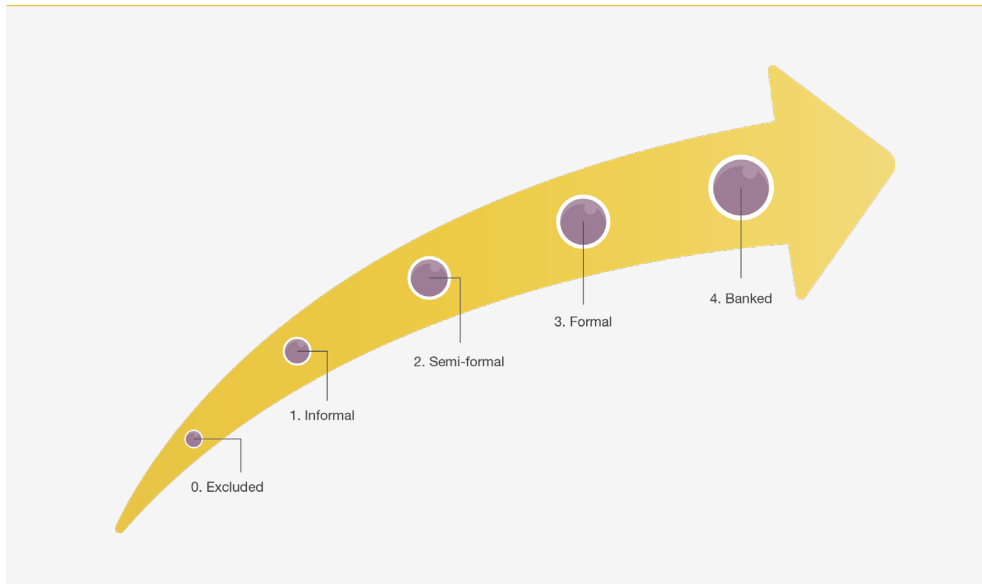 4. Banked
3. Formal
2. Semi-formal
1. Informal
0. Excluded